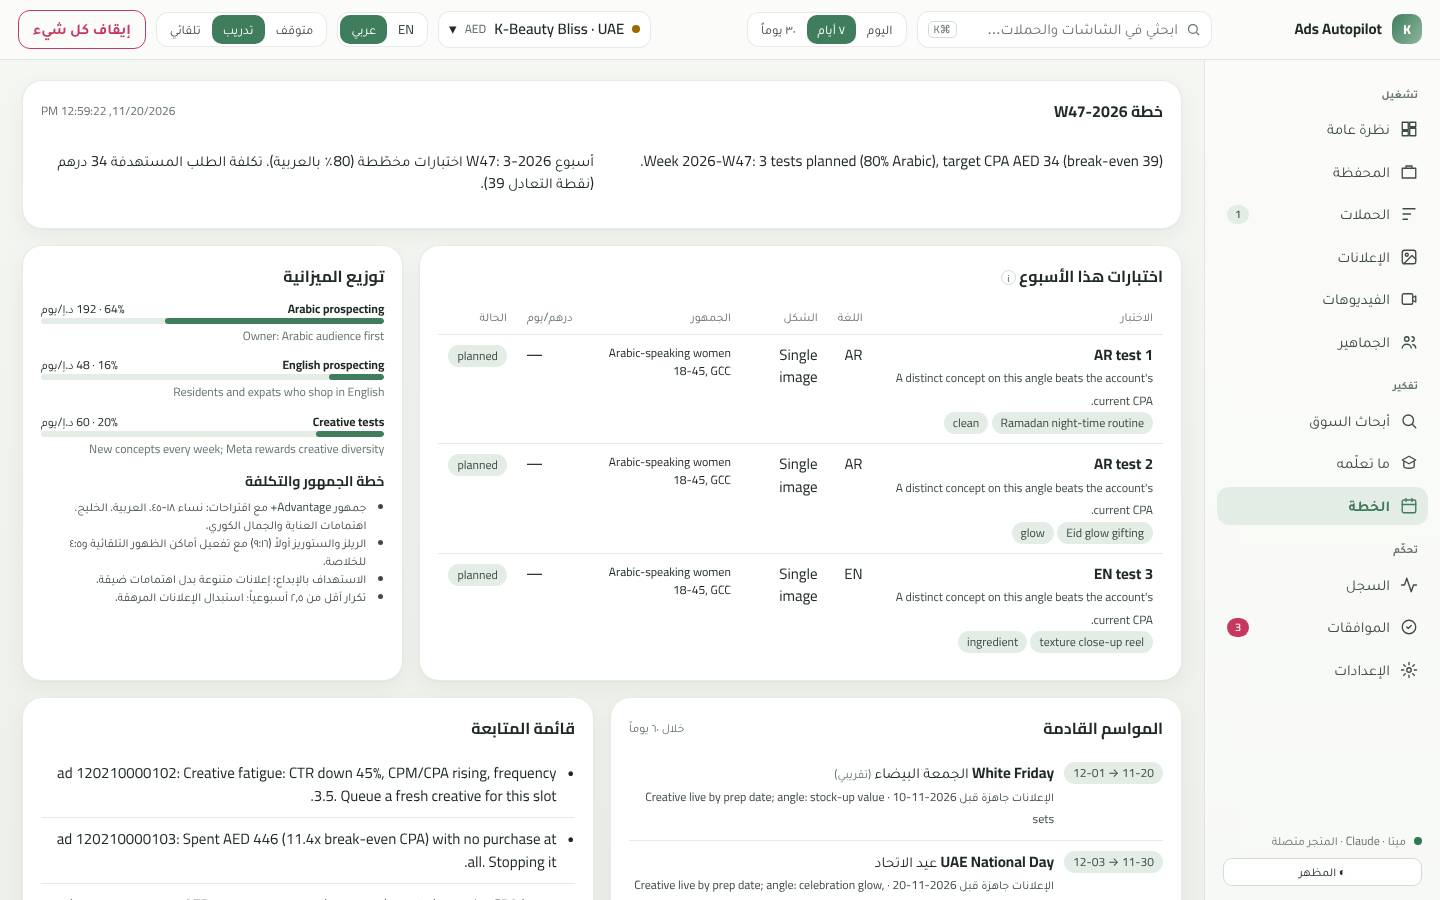 K
Ads Autopilot
ابحثي في الشاشات والحملات...
⌘K
اليوم
٧ أيام
٣٠ يوماً
K-Beauty Bliss · UAE
AED
EN
عربي
متوقف
تدريب
تلقائي
إيقاف كل شيء
تشغيل
نظرة عامة
المحفظة
الحملات
1
الإعلانات
الفيديوهات
الجماهير
تفكير
أبحاث السوق
ما تعلّمه
الخطة
تحكّم
السجل
الموافقات
3
الإعدادات
ميتا · Claude · المتجر متصلة
المظهر
خطة 2026-W47
11/20/2026, 12:59:22 PM
Week 2026-W47: 3 tests planned (80% Arabic), target CPA AED 34 (break-even 39).
أسبوع 2026-W47: 3 اختبارات مخطّطة (80٪ بالعربية)، تكلفة الطلب المستهدفة 34 درهم
(نقطة التعادل 39).
اختبارات هذا الأسبوع
i
الاختبار
اللغة
الشكل
الجمهور
درهم/يوم
الحالة
AR test 1
A distinct concept on this angle beats the account's
current CPA.
Ramadan night-time routine
clean
AR
Single
image
Arabic-speaking women
18-45, GCC
—
planned
AR test 2
A distinct concept on this angle beats the account's
current CPA.
Eid glow gifting
glow
AR
Single
image
Arabic-speaking women
18-45, GCC
—
planned
EN test 3
A distinct concept on this angle beats the account's
current CPA.
texture close-up reel
ingredient
EN
Single
image
Arabic-speaking women
18-45, GCC
—
planned
توزيع الميزانية
Arabic prospecting
64% · 192 د.إ/يوم
Owner: Arabic audience first
English prospecting
16% · 48 د.إ/يوم
Residents and expats who shop in English
Creative tests
20% · 60 د.إ/يوم
New concepts every week; Meta rewards creative diversity
خطة الجمهور والتكلفة
جمهور Advantage+ مع اقتراحات: نساء ١٨-٤٥، العربية، الخليج،
اهتمامات العناية والجمال الكوري.
الريلز والستوريز أولاً (٩:١٦) مع تفعيل أماكن الظهور التلقائية و٤:٥
للخلاصة.
الاستهداف بالإبداع: إعلانات متنوعة بدل اهتمامات ضيقة.
تكرار أقل من ٢٫٥ أسبوعياً؛ استبدال الإعلانات المرهقة.
المواسم القادمة
خلال ٦٠ يوماً
11-20 → 12-01
White Friday الجمعة البيضاء (تقريبي)
الإعلانات جاهزة قبل 2026-11-10 · Creative live by prep date; angle: stock-up value
sets
11-30 → 12-03
UAE National Day عيد الاتحاد
الإعلانات جاهزة قبل 2026-11-20 · Creative live by prep date; angle: celebration glow,
قائمة المتابعة
ad 120210000102: Creative fatigue: CTR down 45%, CPM/CPA rising, frequency
3.5. Queue a fresh creative for this slot.
ad 120210000103: Spent AED 446 (11.4x break-even CPA) with no purchase at
all. Stopping it.